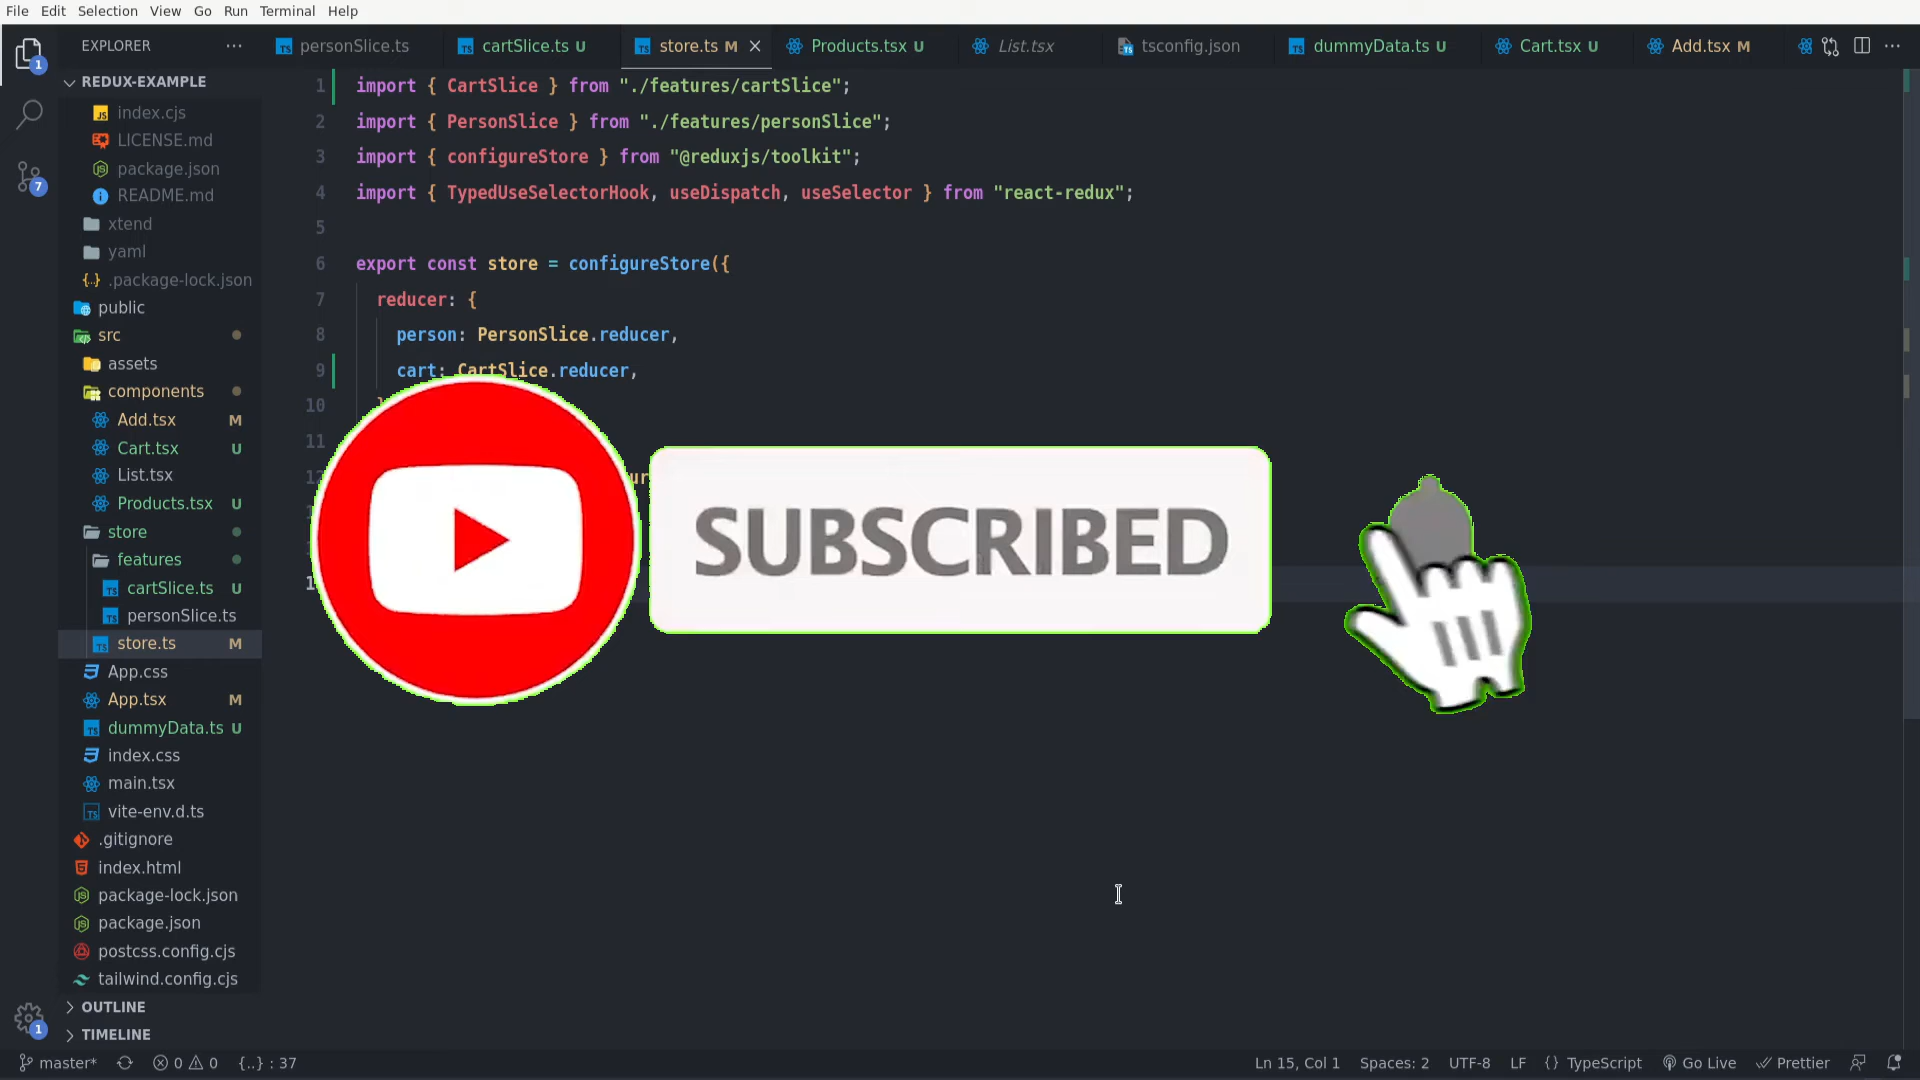 File Edit Selection View Go Run Terminal Help
EXPLORER ···
personSlice.ts
cartSlice.ts U
store.ts M
Products.tsx U
List.tsx
tsconfig.json
dummyData.ts U
Cart.tsx U
Add.tsx M
REDUX-EXAMPLE
index.cjs
LICENSE.md
package.json
README.md
xtend
yaml
.package-lock.json
public
src
assets
components
Add.tsx M
Cart.tsx U
List.tsx
Products.tsx U
store
features
cartSlice.ts U
personSlice.ts
store.ts M
App.css
App.tsx M
dummyData.ts U
index.css
main.tsx
vite-env.d.ts
.gitignore
index.html
package-lock.json
package.json
postcss.config.cjs
tailwind.config.cjs
OUTLINE
TIMELINE
1 import { CartSlice } from "./features/cartSlice";
2 import { PersonSlice } from "./features/personSlice";
3 import { configureStore } from "@reduxjs/toolkit";
4 import { TypedUseSelectorHook, useDispatch, useSelector } from "react-redux";
5
6 export const store = configureStore({
7 reducer: {
8 person: PersonSlice.reducer,
9 cart: CartSlice.reducer,
10
11
SUBSCRIBED
master* 0 0 {..} : 37
Ln 15, Col 1 Spaces: 2 UTF-8 LF {} TypeScript Go Live Prettier